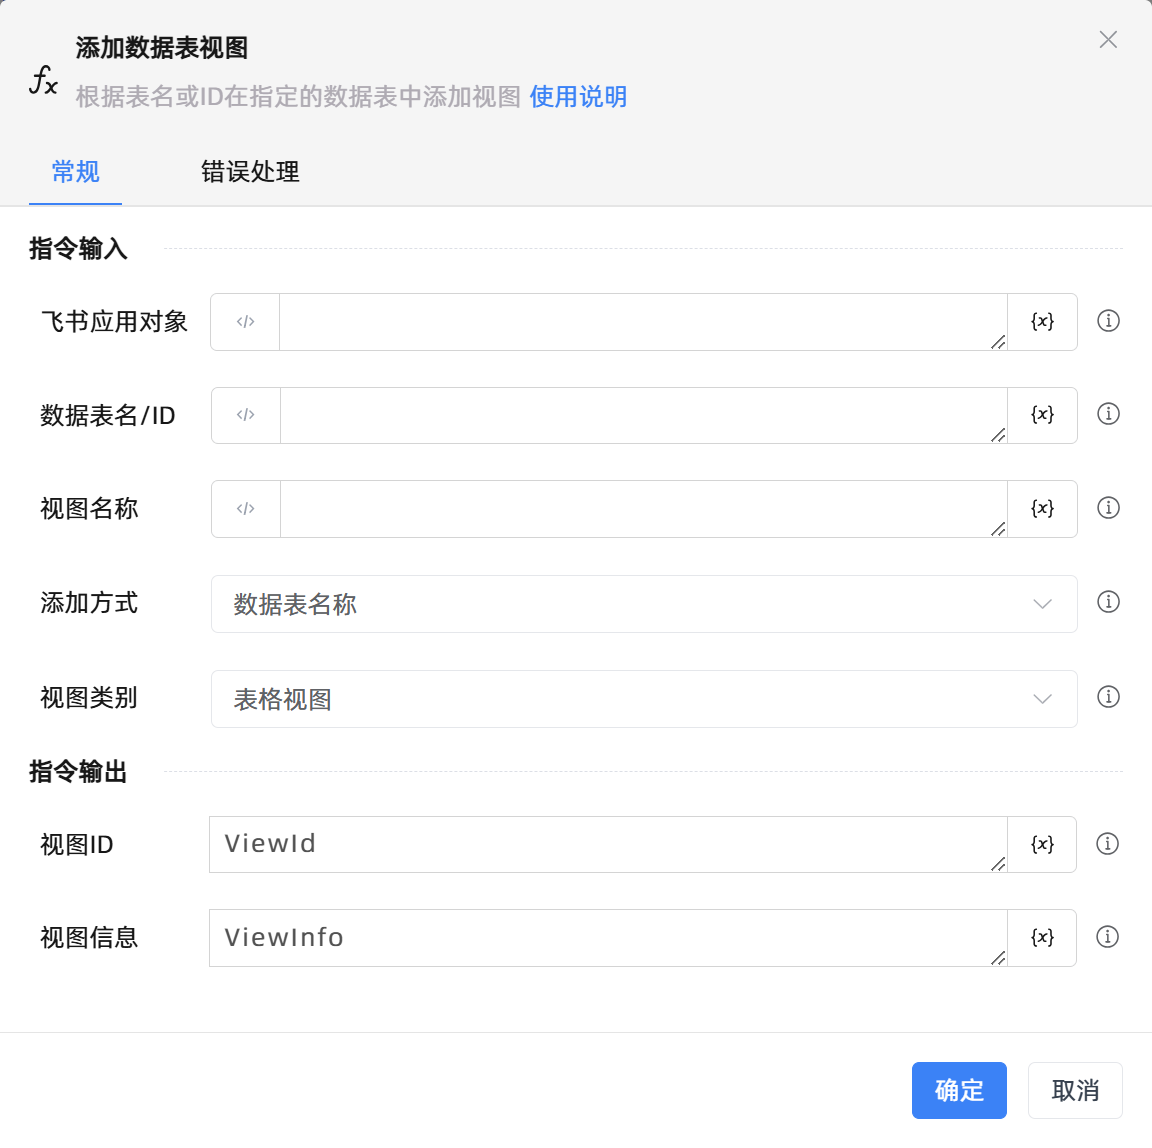 添加数据表视图
根据表名或ID在指定的数据表中添加视图 使用说明
常规 错误处理
指令输入
飞书应用对象 </> {x}
数据表名/ID </> {x}
视图名称 </> {x}
添加方式 数据表名称
视图类别 表格视图
指令输出
视图ID ViewId {x}
视图信息 ViewInfo {x}
确定 取消